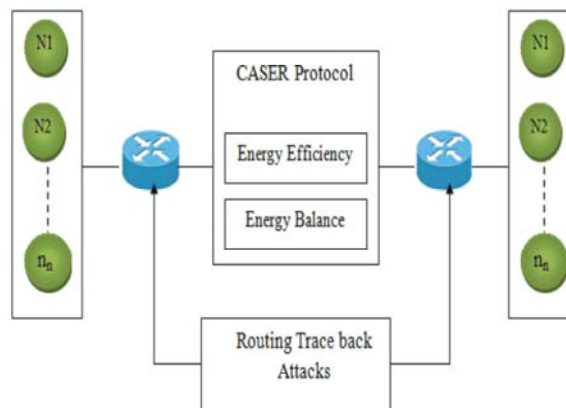 N1
N2
nn
CASER Protocol
Energy Efficiency
Energy Balance
Routing Trace back
Attacks
N1
N2
nn